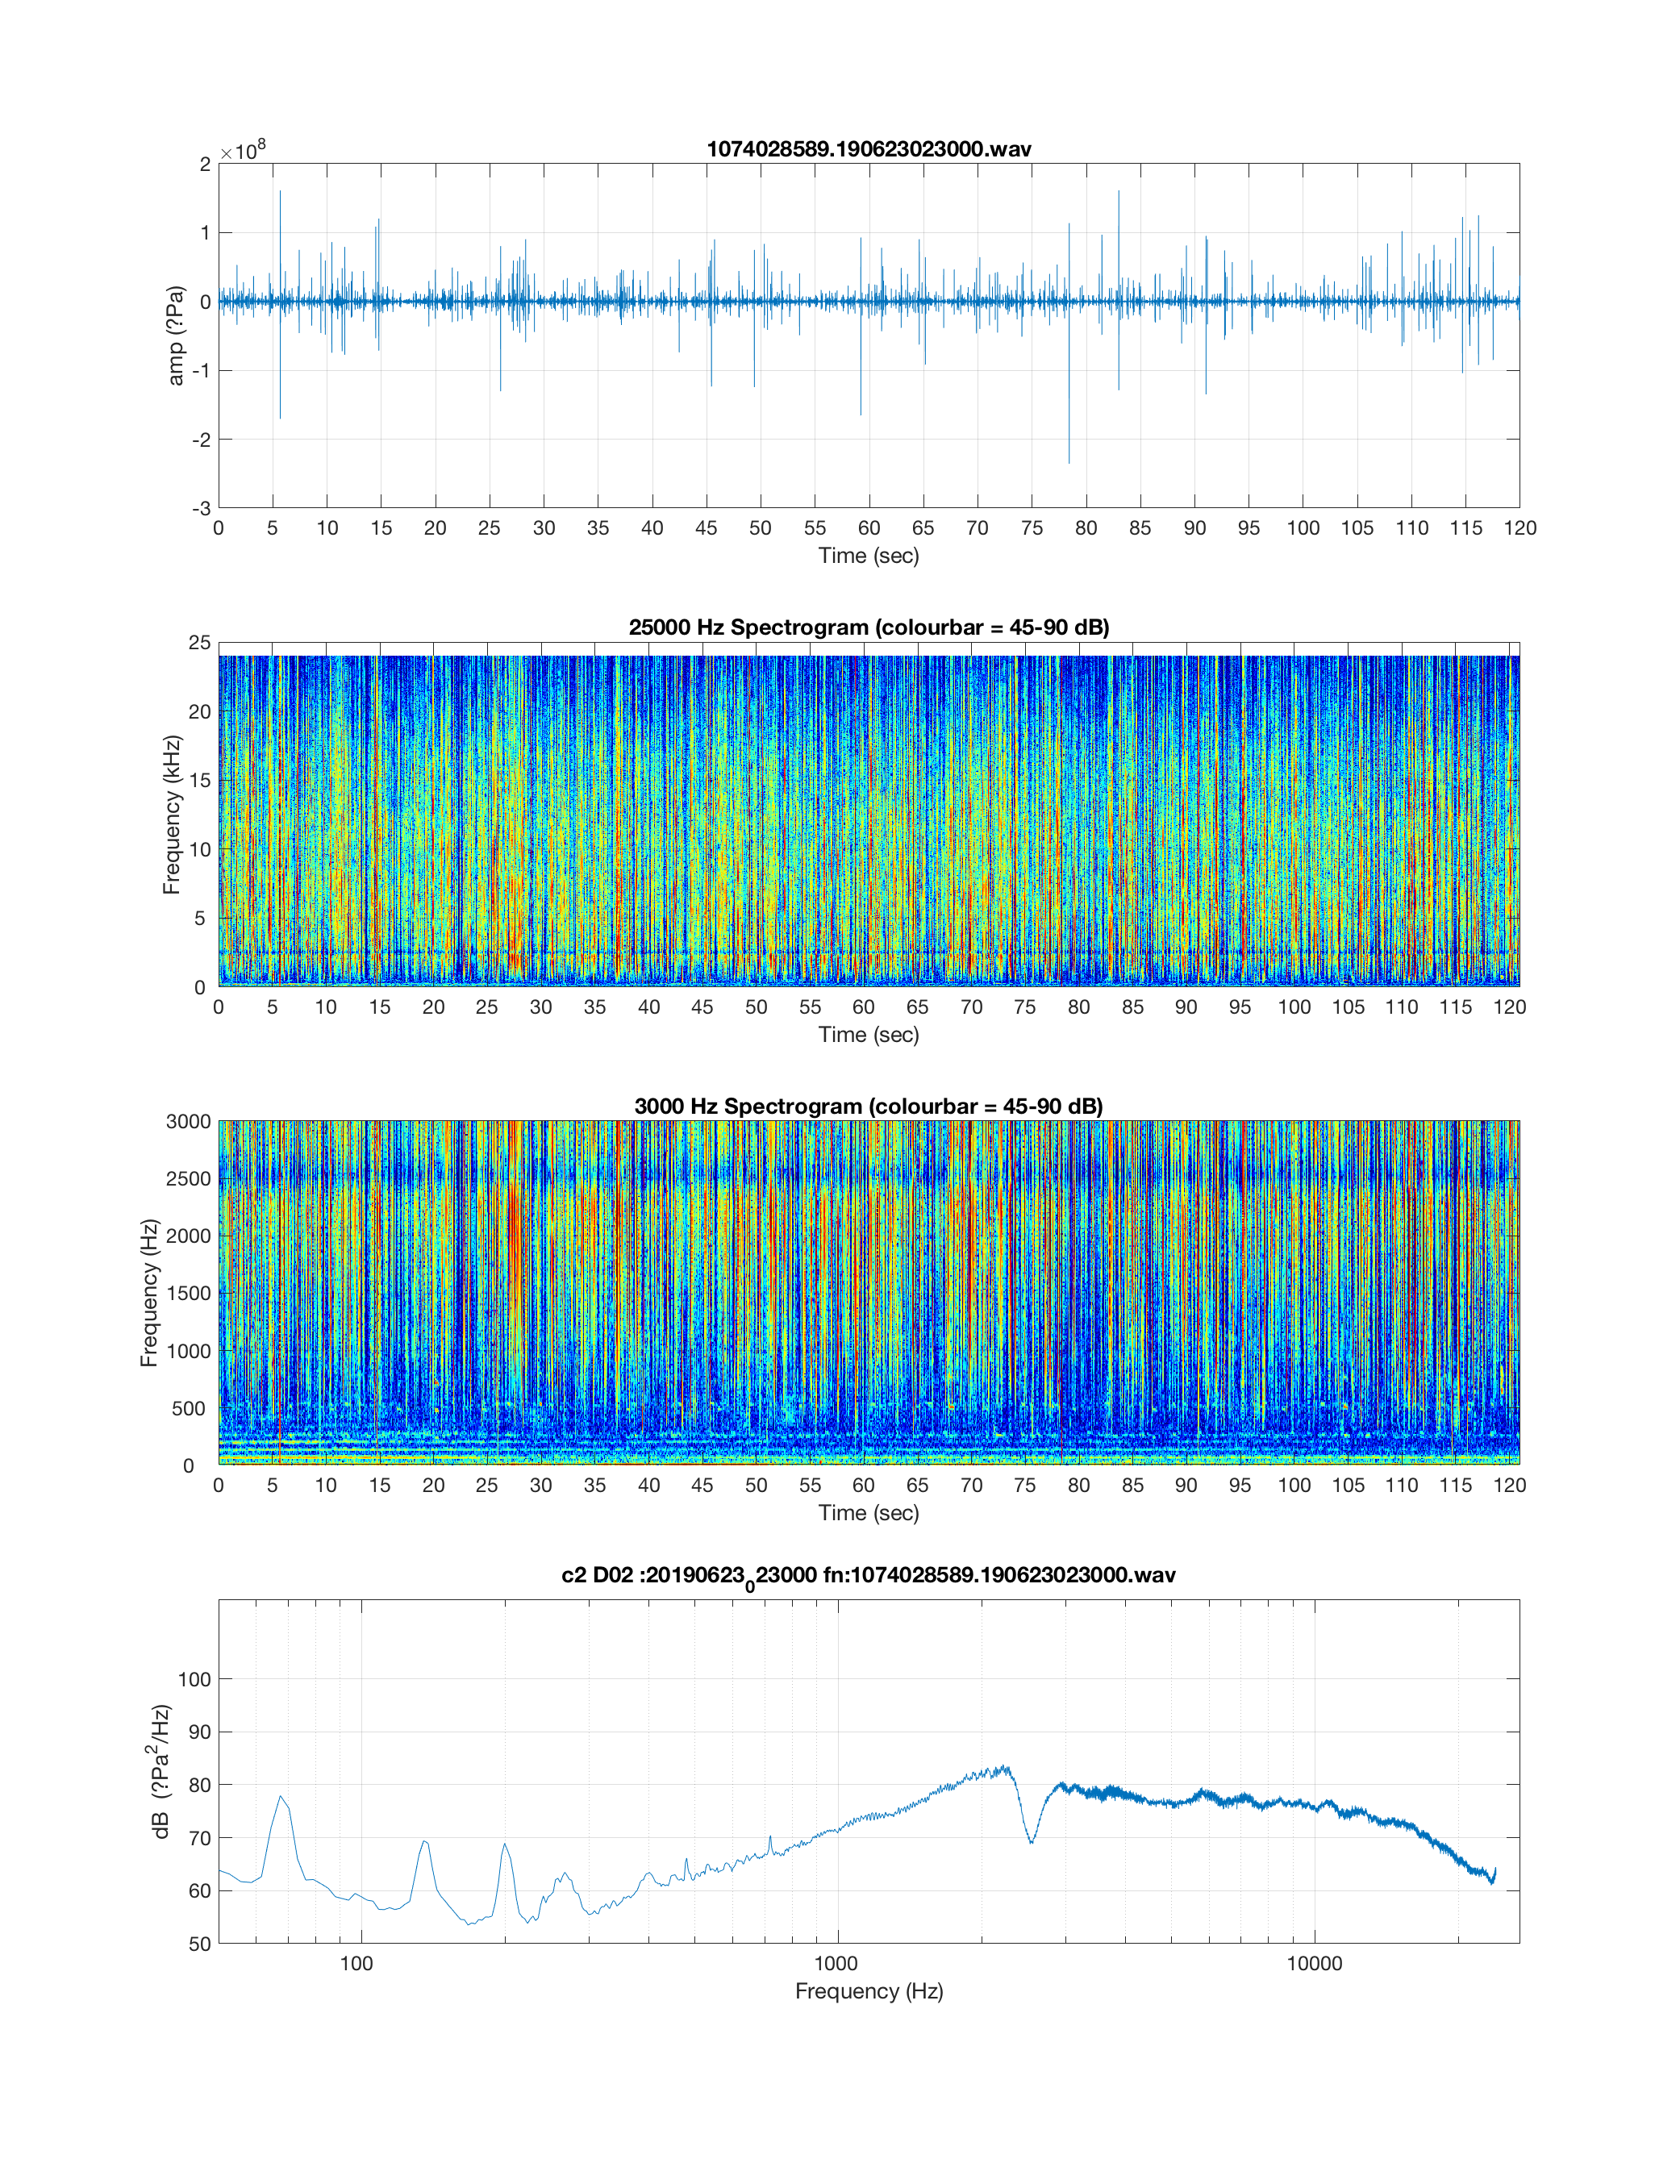 1074028589.190623023000.wav
×10^8
2
1
0
-1
-2
-3
amp (?Pa)
0 5 10 15 20 25 30 35 40 45 50 55 60 65 70 75 80 85 90 95 100 105 110 115 120
Time (sec)
25000 Hz Spectrogram (colourbar = 45-90 dB)
25
20
15
10
5
0
Frequency (kHz)
0 5 10 15 20 25 30 35 40 45 50 55 60 65 70 75 80 85 90 95 100 105 110 115 120
Time (sec)
3000 Hz Spectrogram (colourbar = 45-90 dB)
3000
2500
2000
1500
1000
500
0
Frequency (Hz)
0 5 10 15 20 25 30 35 40 45 50 55 60 65 70 75 80 85 90 95 100 105 110 115 120
Time (sec)
c2 D02 :20190623_023000 fn:1074028589.190623023000.wav
100
90
80
70
60
50
dB (?Pa^2/Hz)
100 1000 10000
Frequency (Hz)